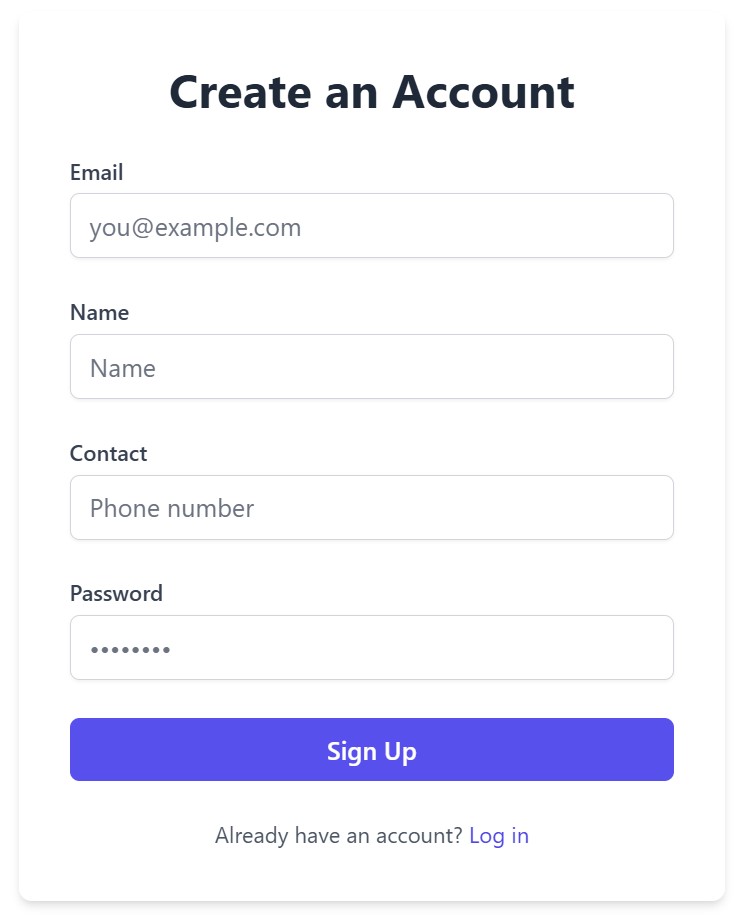 Create an Account
Email
you@example.com
Name
Name
Contact
Phone number
Password
••••••••
Sign Up
Already have an account? Log in